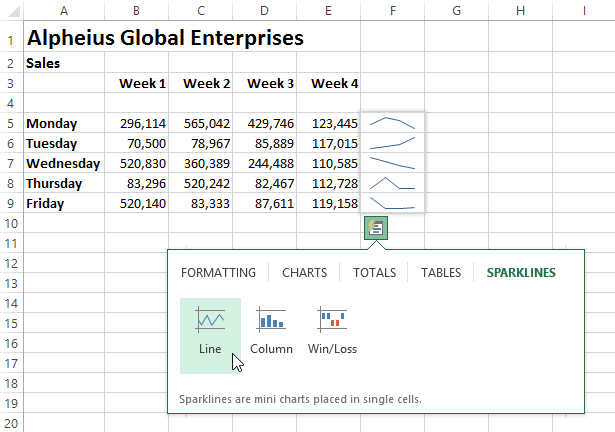 A B C D E F G H I
1 Alpheius Global Enterprises
2 Sales
3 Week 1 Week 2 Week 3 Week 4
4
5 Monday 296,114 565,042 429,746 123,445
6 Tuesday 70,500 78,967 85,889 117,015
7 Wednesday 520,830 360,389 244,488 110,585
8 Thursday 83,296 520,242 82,467 112,728
9 Friday 520,140 83,333 87,611 119,158
10
11
12
13 FORMATTING CHARTS TOTALS TABLES SPARKLINES
14
15
16
17 Line Column Win/Loss
18
19 Sparklines are mini charts placed in single cells.
20